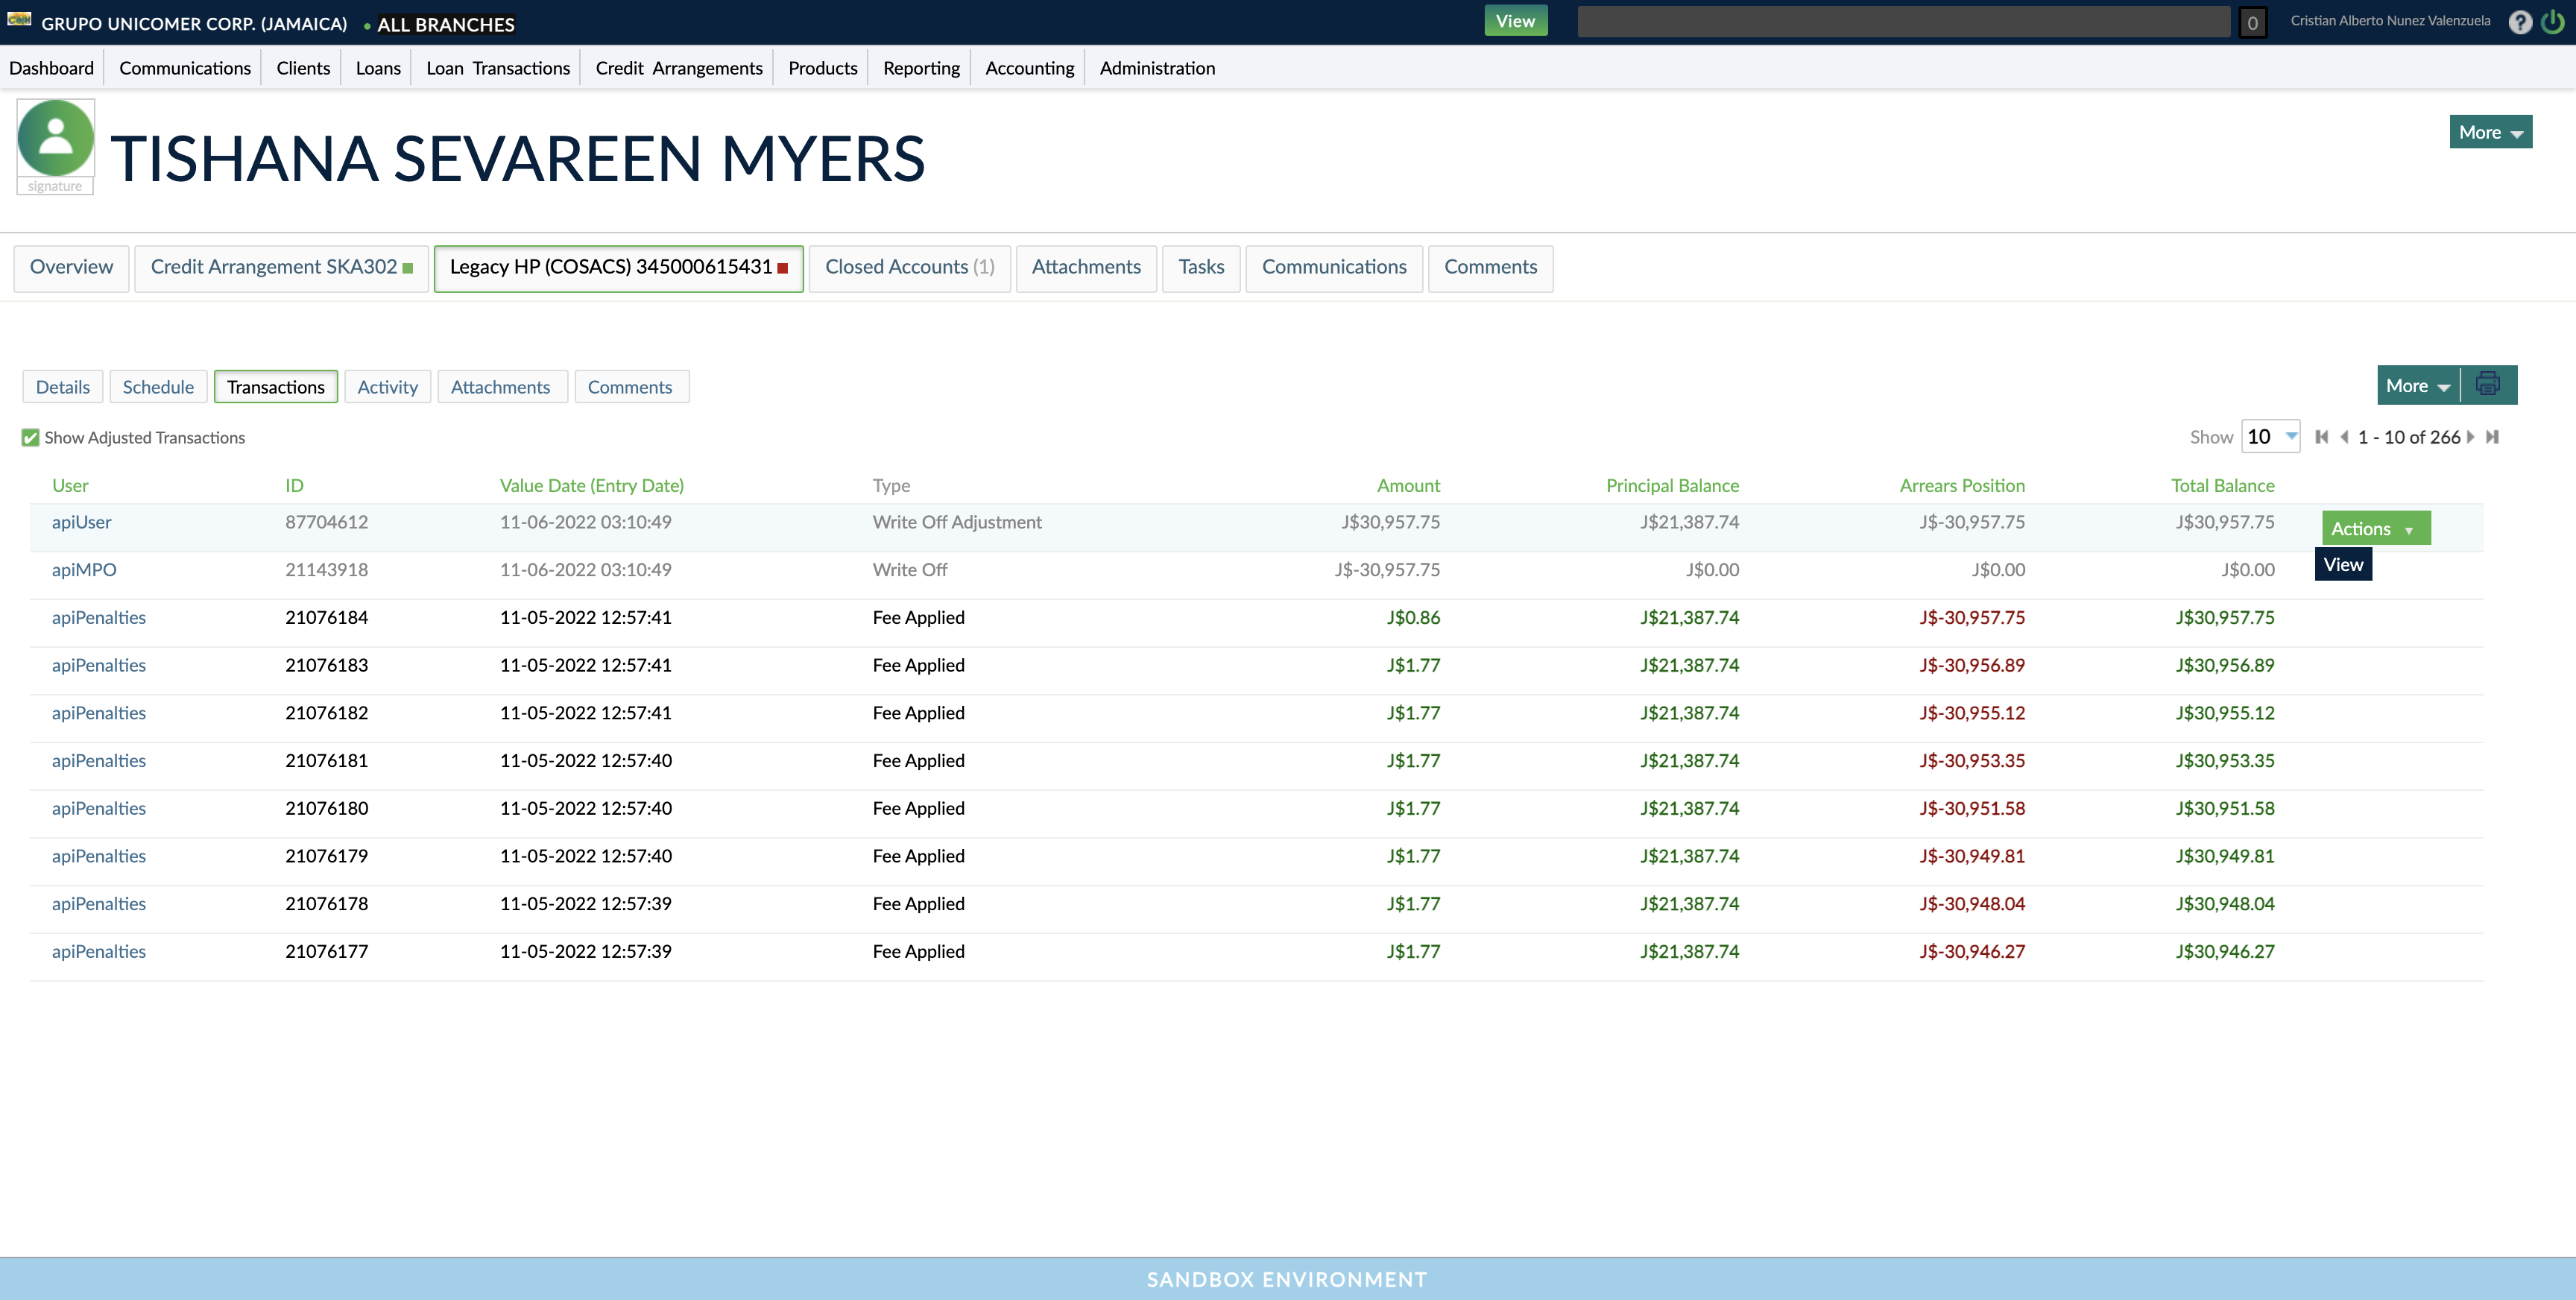 GRUPO UNICOMER CORP. (JAMAICA) • ALL BRANCHES View 0 Cristian Alberto Nunez Valenzuela ?
Dashboard Communications Clients Loans Loan Transactions Credit Arrangements Products Reporting Accounting Administration
signature
TISHANA SEVAREEN MYERS
More
Overview Credit Arrangement SKA302 Legacy HP (COSACS) 345000615431 Closed Accounts (1) Attachments Tasks Communications Comments
Details Schedule Transactions Activity Attachments Comments More
Show Adjusted Transactions Show 10 1 - 10 of 266
User ID Value Date (Entry Date) Type Amount Principal Balance Arrears Position Total Balance
apiUser 87704612 11-06-2022 03:10:49 Write Off Adjustment J$30,957.75 J$21,387.74 J$-30,957.75 J$30,957.75 Actions
View
apiMPO 21143918 11-06-2022 03:10:49 Write Off J$-30,957.75 J$0.00 J$0.00 J$0.00
apiPenalties 21076184 11-05-2022 12:57:41 Fee Applied J$0.86 J$21,387.74 J$-30,957.75 J$30,957.75
apiPenalties 21076183 11-05-2022 12:57:41 Fee Applied J$1.77 J$21,387.74 J$-30,956.89 J$30,956.89
apiPenalties 21076182 11-05-2022 12:57:41 Fee Applied J$1.77 J$21,387.74 J$-30,955.12 J$30,955.12
apiPenalties 21076181 11-05-2022 12:57:40 Fee Applied J$1.77 J$21,387.74 J$-30,953.35 J$30,953.35
apiPenalties 21076180 11-05-2022 12:57:40 Fee Applied J$1.77 J$21,387.74 J$-30,951.58 J$30,951.58
apiPenalties 21076179 11-05-2022 12:57:40 Fee Applied J$1.77 J$21,387.74 J$-30,949.81 J$30,949.81
apiPenalties 21076178 11-05-2022 12:57:39 Fee Applied J$1.77 J$21,387.74 J$-30,948.04 J$30,948.04
apiPenalties 21076177 11-05-2022 12:57:39 Fee Applied J$1.77 J$21,387.74 J$-30,946.27 J$30,946.27
SANDBOX ENVIRONMENT